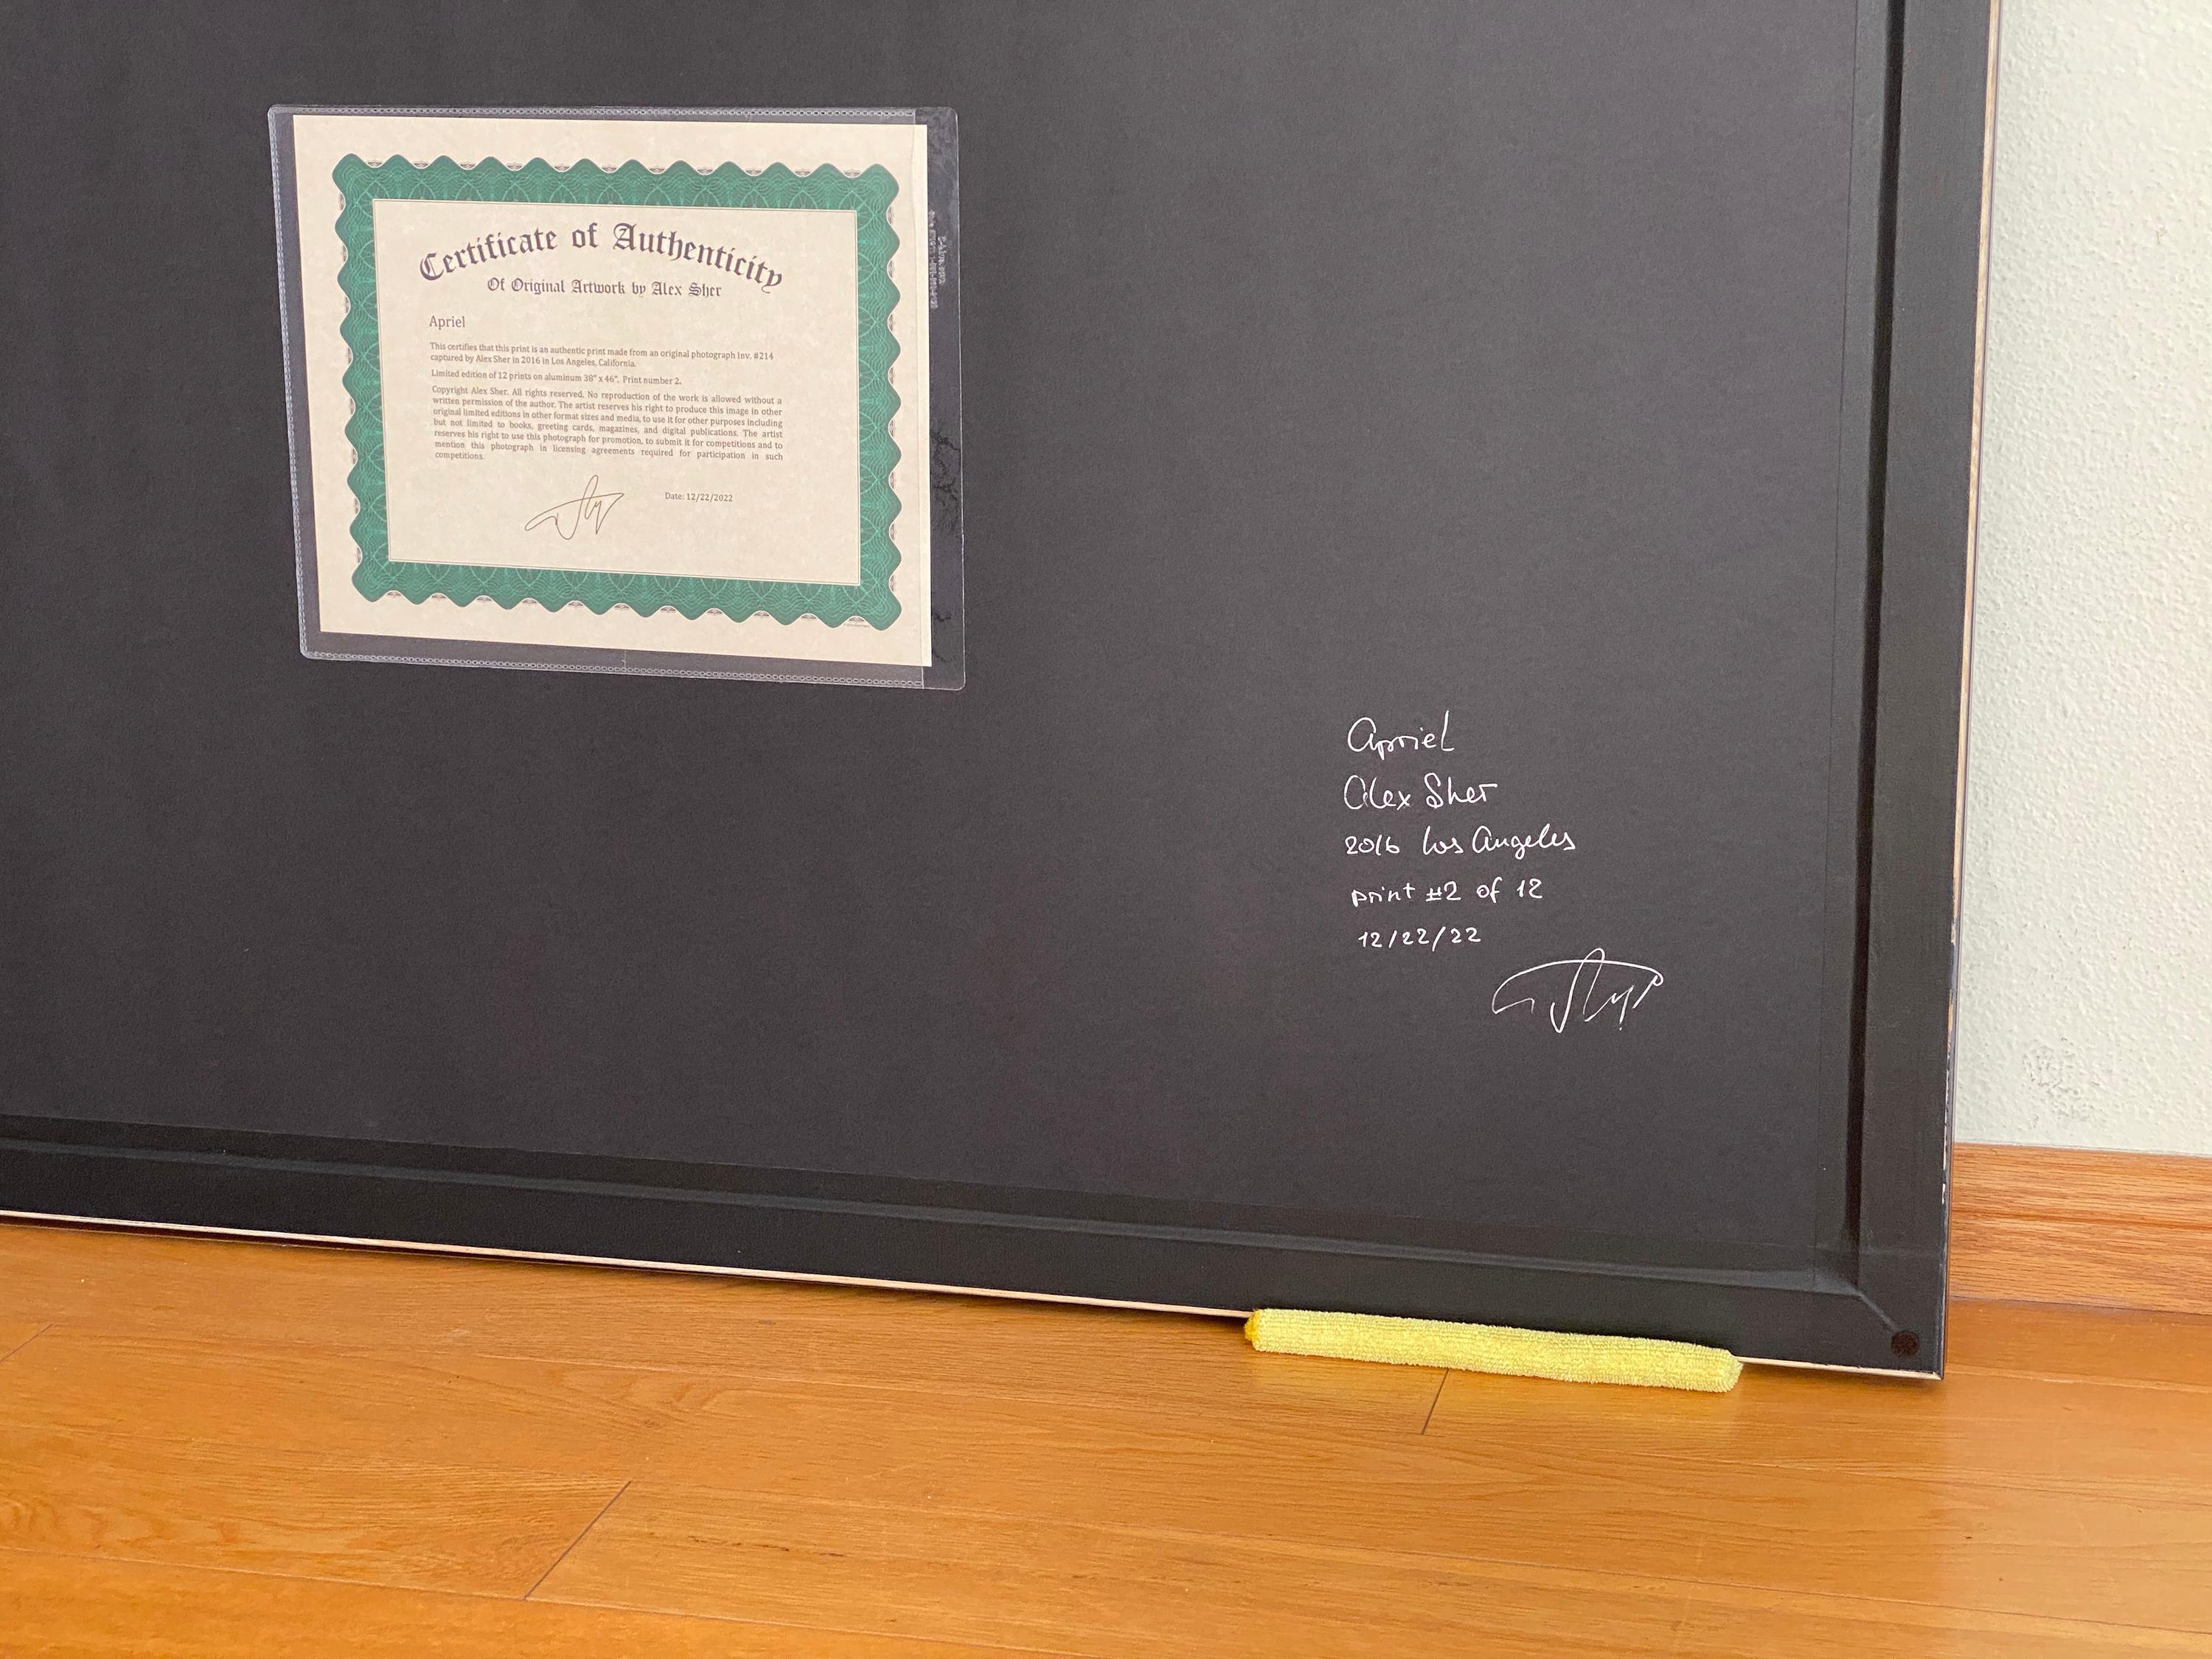 Certificate of Authenticity
Of Original Artwork by Alex Sher
Apriel
This certifies that this print is an authentic print made from an original photograph Inv. #214
captured by Alex Sher in 2016 in Los Angeles, California.
Limited edition of 12 prints on aluminum 38" x 46". Print number 2.
Copyright Alex Sher. All rights reserved. No reproduction of the work is allowed without a
written permission of the author. The artist reserves his right to produce this image in other
original limited editions in other format sizes and media, to use it for other purposes including
but not limited to books, greeting cards, magazines, and digital publications. The artist
reserves his right to use this photograph for promotion, to submit it for competitions and to
mention this photograph in licensing agreements required for participation in such
competitions.
Date: 12/22/2022
Apriel
Alex Sher
2016 Los Angeles
print #2 of 12
12/22/22